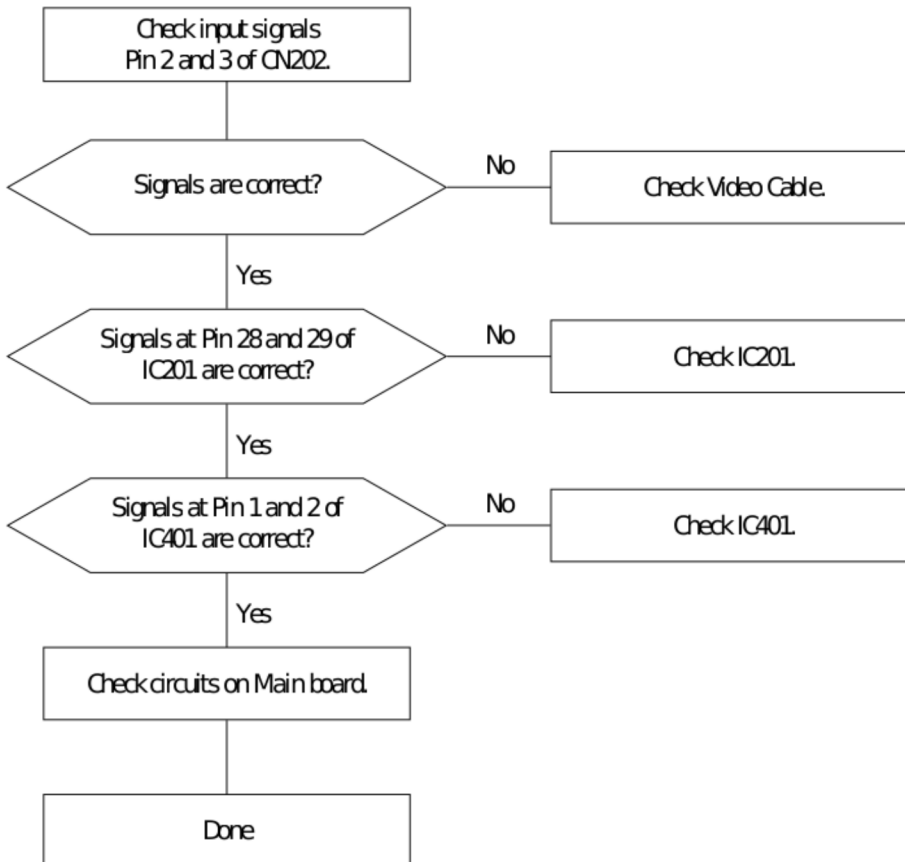 Check input signals
Pin 2 and 3 of CN202.
Signals are correct?
No
Check Video Cable.
Yes
Signals at Pin 28 and 29 of
IC201 are correct?
No
Check IC201.
Yes
Signals at Pin 1 and 2 of
IC401 are correct?
No
Check IC401.
Yes
Check circuits on Main board.
Done